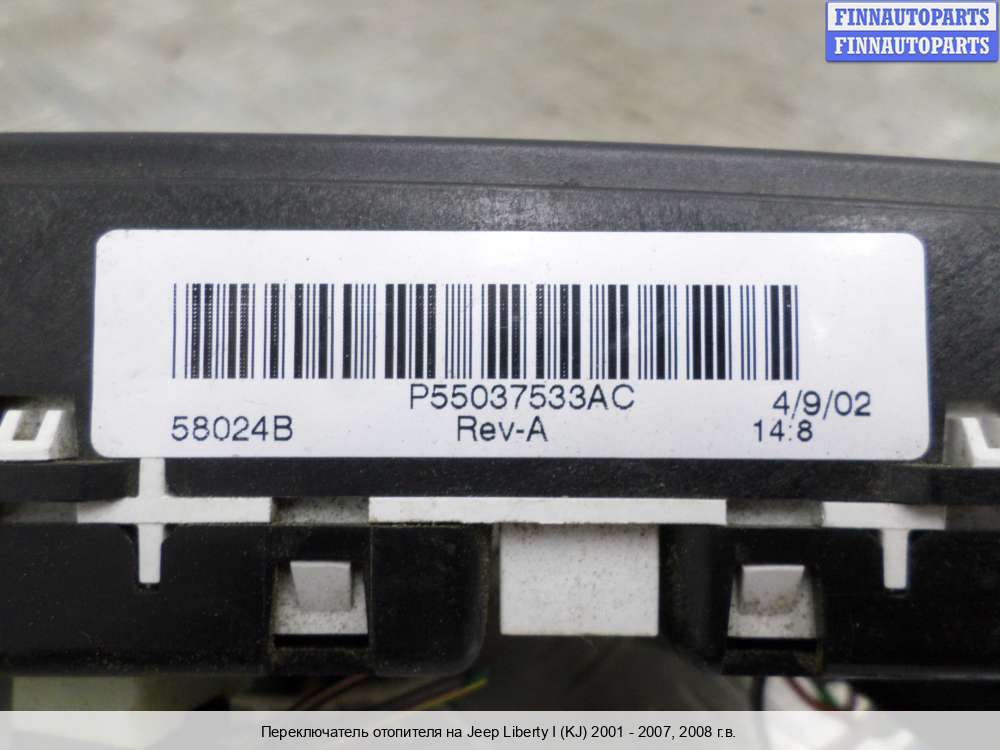 FINNAUTOPARTS
FINNAUTOPARTS
P55037533AC
4/9/02
58024B
Rev-A
14:8
Переключатель отопителя на Jeep Liberty I (KJ) 2001 - 2007, 2008 г.в.